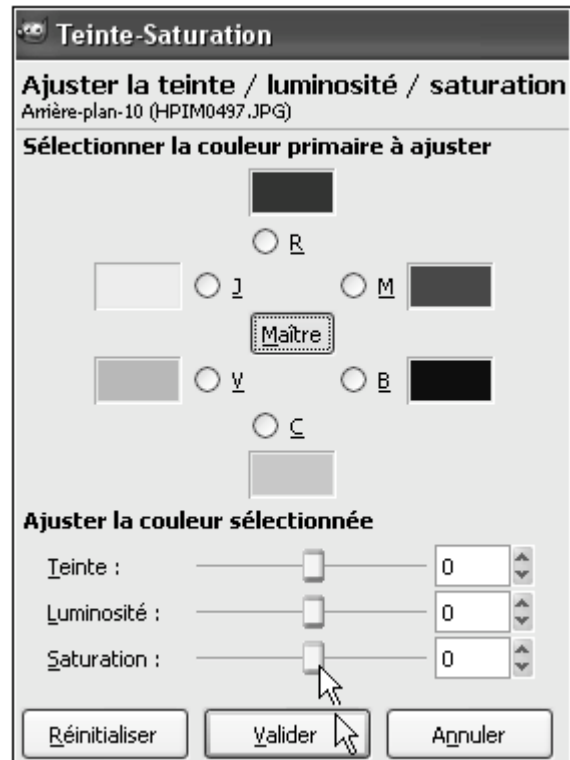 Teinte-Saturation
Ajuster la teinte / luminosité / saturation
Arrière-plan-10 (HPIM0497.JPG)
Sélectionner la couleur primaire à ajuster
R
J M
Maître
V B
C
Ajuster la couleur sélectionnée
Teinte : 0
Luminosité : 0
Saturation : 0
Réinitialiser Valider Annuler